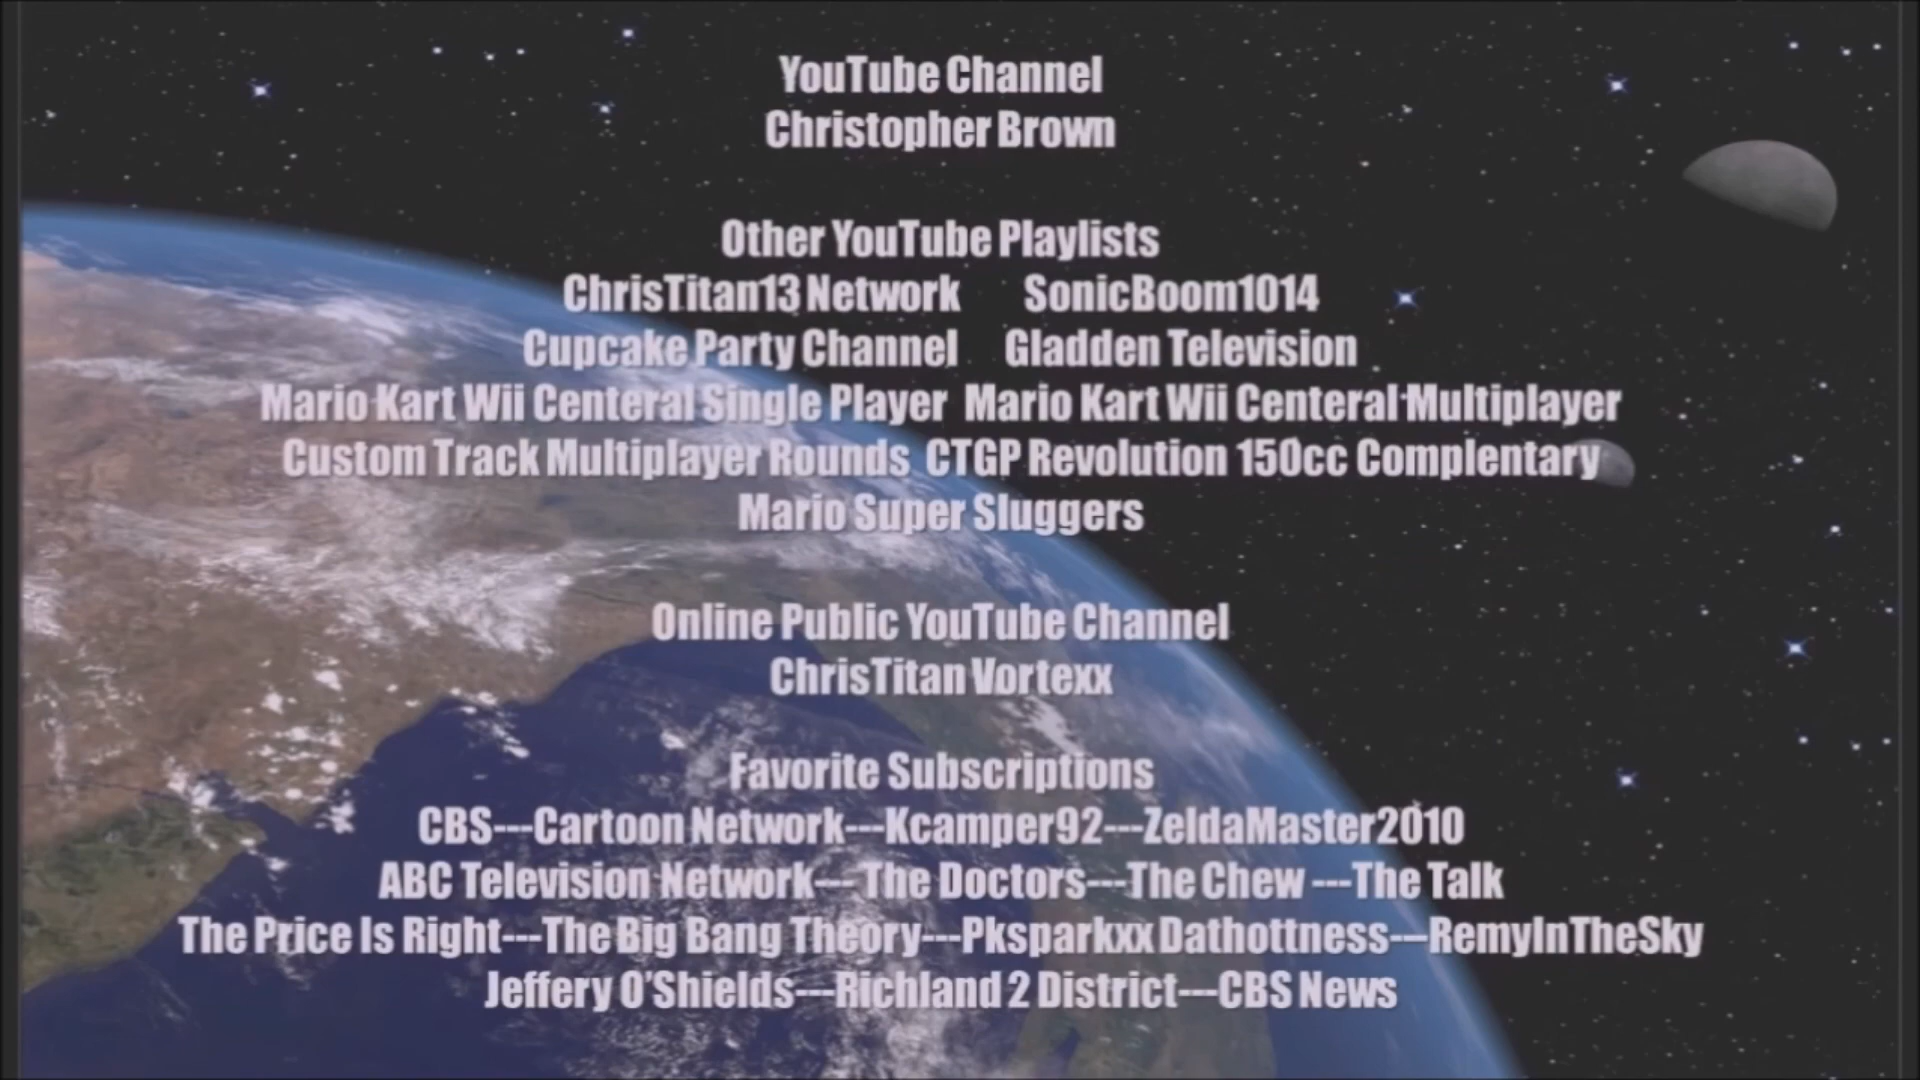 YouTube Channel
Christopher Brown
Other YouTube Playlists
ChrisTitan13 Network SonicBoom1014
Cupcake Party Channel Gladden Television
Mario Kart Wii Centeral Single Player Mario Kart Wii Centeral Multiplayer
Custom Track Multiplayer Rounds CTGP Revolution 150cc Complentary
Mario Super Sluggers
Online Public YouTube Channel
ChrisTitan Vortexx
Favorite Subscriptions
CBS---Cartoon Network---Kcamper92---ZeldaMaster2010
ABC Television Network--- The Doctors---The Chew ---The Talk
The Price Is Right---The Big Bang Theory---Pksparkxx Dathottness---RemyInTheSky
Jeffery O'Shields---Richland 2 District---CBS News